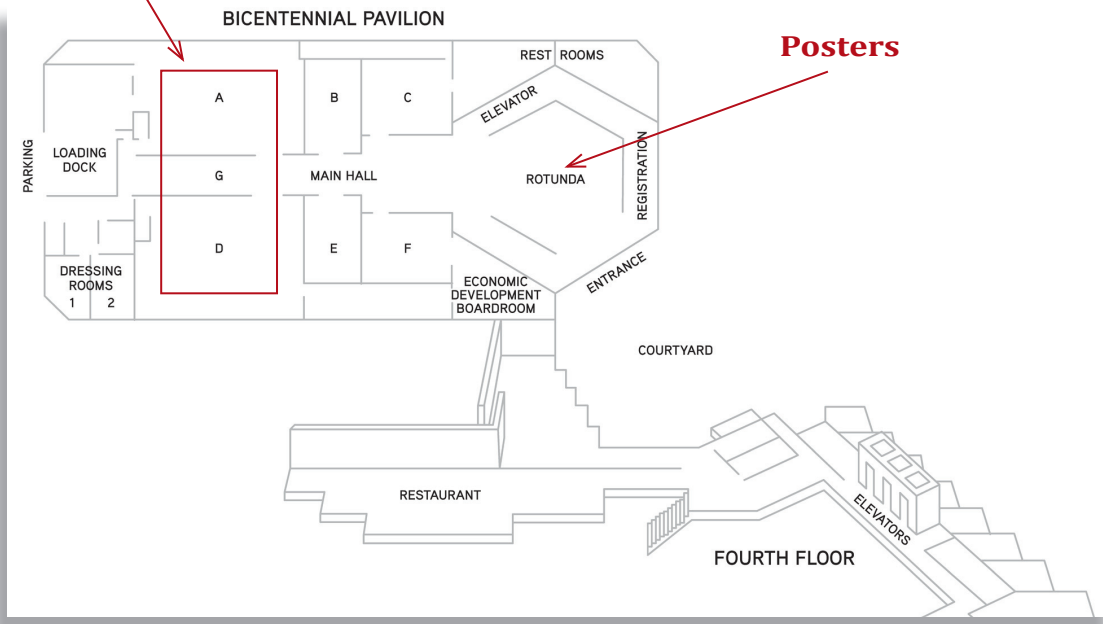 BICENTENNIAL PAVILION
Posters
REST ROOMS
A
B
C
ELEVATOR
PARKING
LOADING
DOCK
G
MAIN HALL
ROTUNDA
REGISTRATION
D
E
F
DRESSING
ROOMS
1 2
ECONOMIC
DEVELOPMENT
BOARDROOM
ENTRANCE
COURTYARD
RESTAURANT
ELEVATORS
FOURTH FLOOR